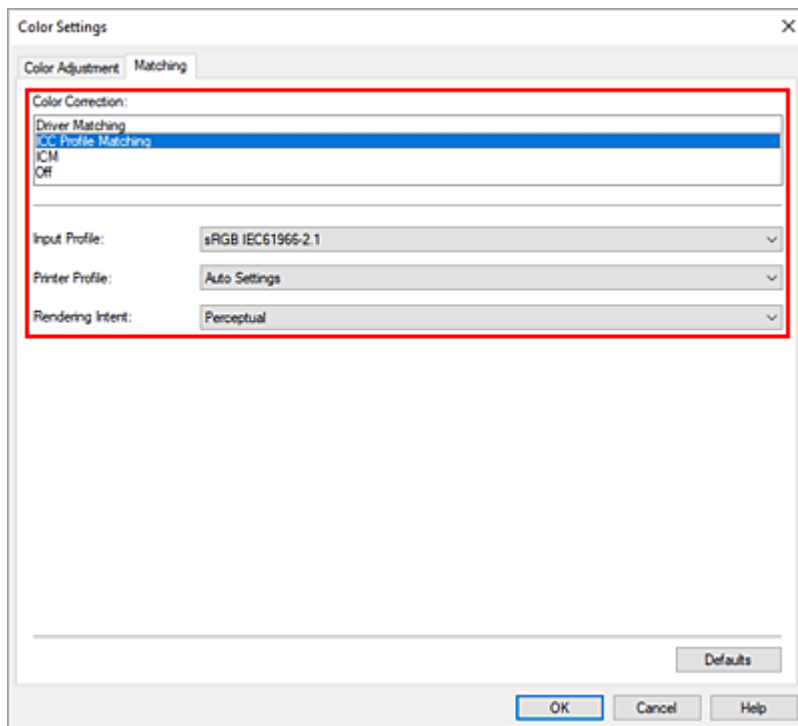 Color Settings
Color Adjustment Matching
Color Correction:
Driver Matching
ICC Profile Matching
ICM
Off
Input Profile: sRGB IEC61966-2.1
Printer Profile: Auto Settings
Rendering Intent: Perceptual
Defaults
OK Cancel Help